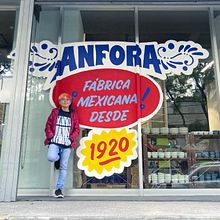 ANFORA
FÁBRICA
¡MEXICANA!
DESDE
1920